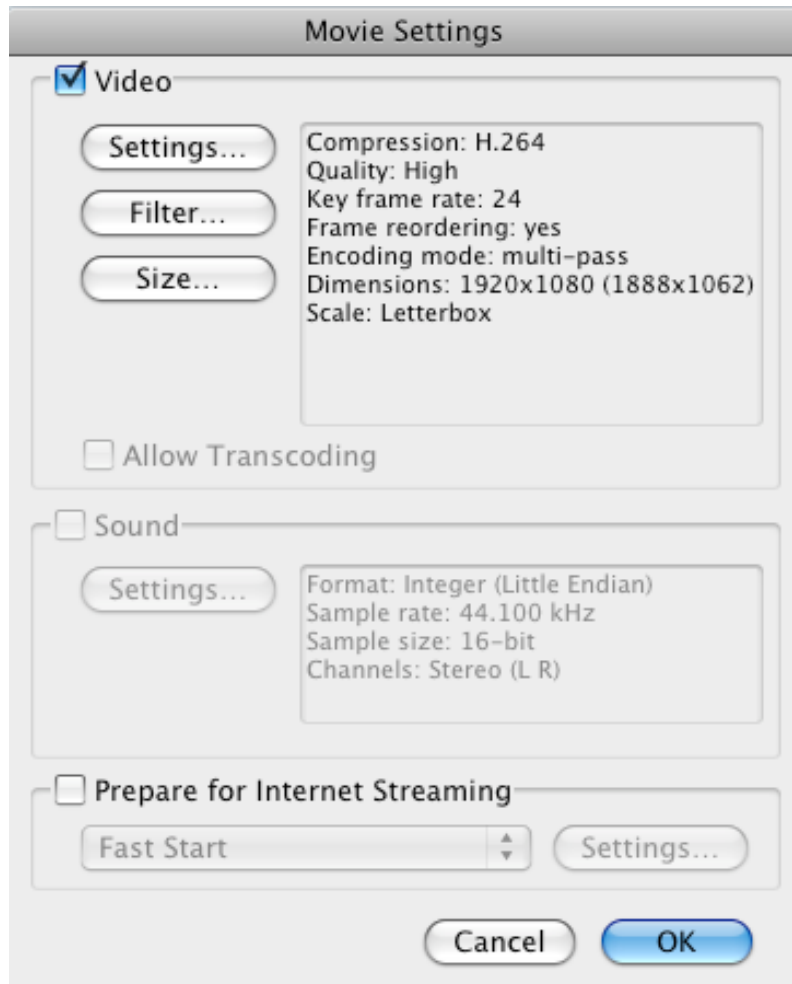 Movie Settings
Video
Settings...
Filter...
Size...
Compression: H.264
Quality: High
Key frame rate: 24
Frame reordering: yes
Encoding mode: multi-pass
Dimensions: 1920x1080 (1888x1062)
Scale: Letterbox
Allow Transcoding
Sound
Settings...
Format: Integer (Little Endian)
Sample rate: 44.100 kHz
Sample size: 16-bit
Channels: Stereo (L R)
Prepare for Internet Streaming
Fast Start
Settings...
Cancel
OK